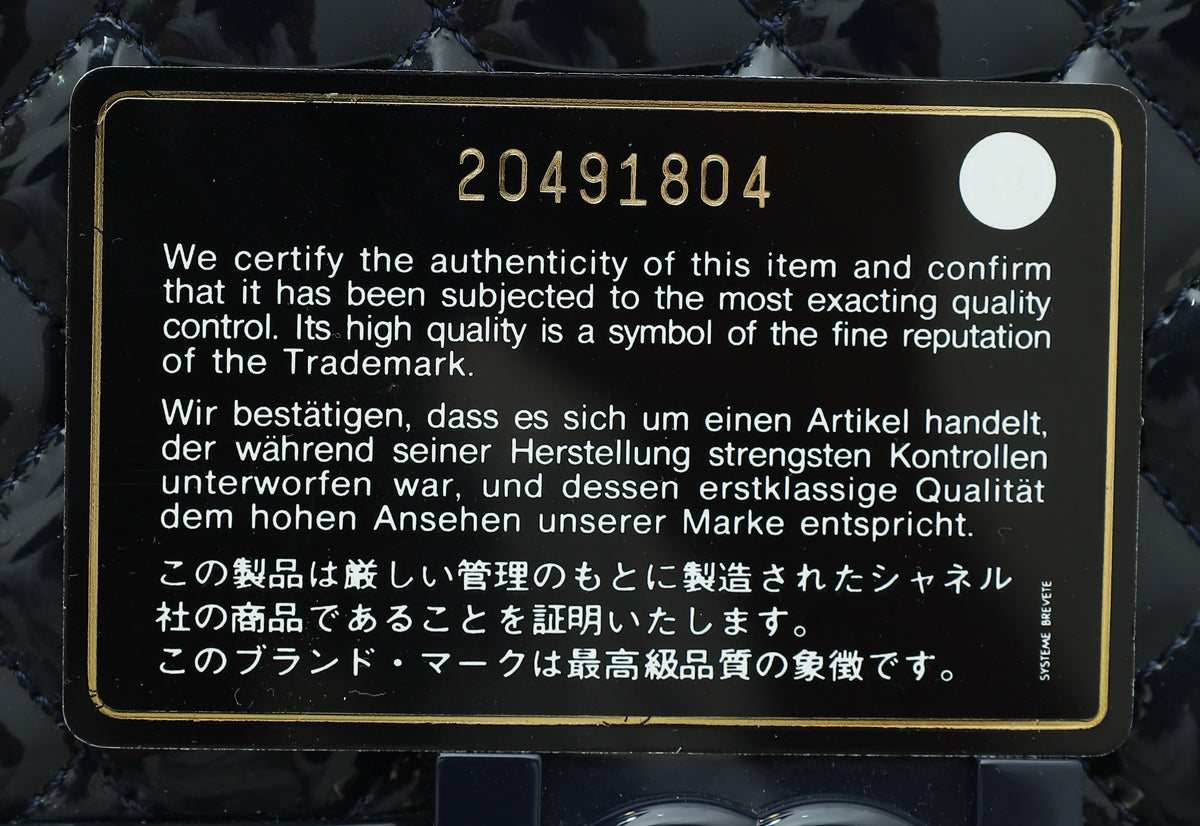 20491804
We certify the authenticity of this item and confirm
that it has been subjected to the most exacting quality
control. Its high quality is a symbol of the fine reputation
of the Trademark.
Wir bestätigen, dass es sich um einen Artikel handelt,
der während seiner Herstellung strengsten Kontrollen
unterworfen war, und dessen erstklassige Qualität
dem hohen Ansehen unserer Marke entspricht.
この製品は厳しい管理のもとに製造されたシャネル
社の商品であることを証明いたします。
このブランド・マークは最高級品質の象徴です。
SYSTEME BREVETE